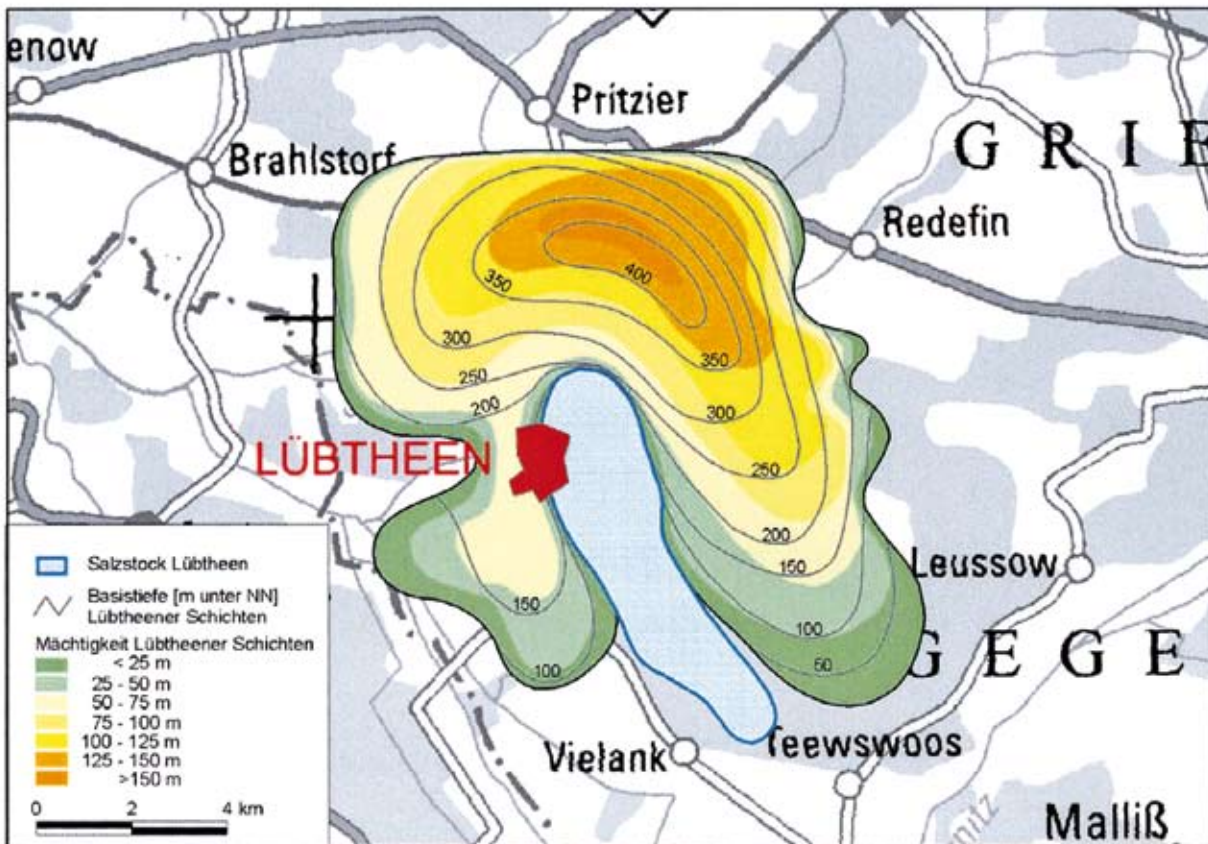 enow
Pritzier
Brahlstorf
GRIE
Redefin
400
350
300
350
250
300
200
LÜBTHEEN
250
200
150
Leussow
150
100
GEGE
50
100
Vielank
Teewswoos
Malliß
Salzstock Lübtheen
Basistiefe [m unter NN]
Lübtheener Schichten
Mächtigkeit Lübtheener Schichten
< 25 m
25 - 50 m
50 - 75 m
75 - 100 m
100 - 125 m
125 - 150 m
>150 m
0 2 4 km